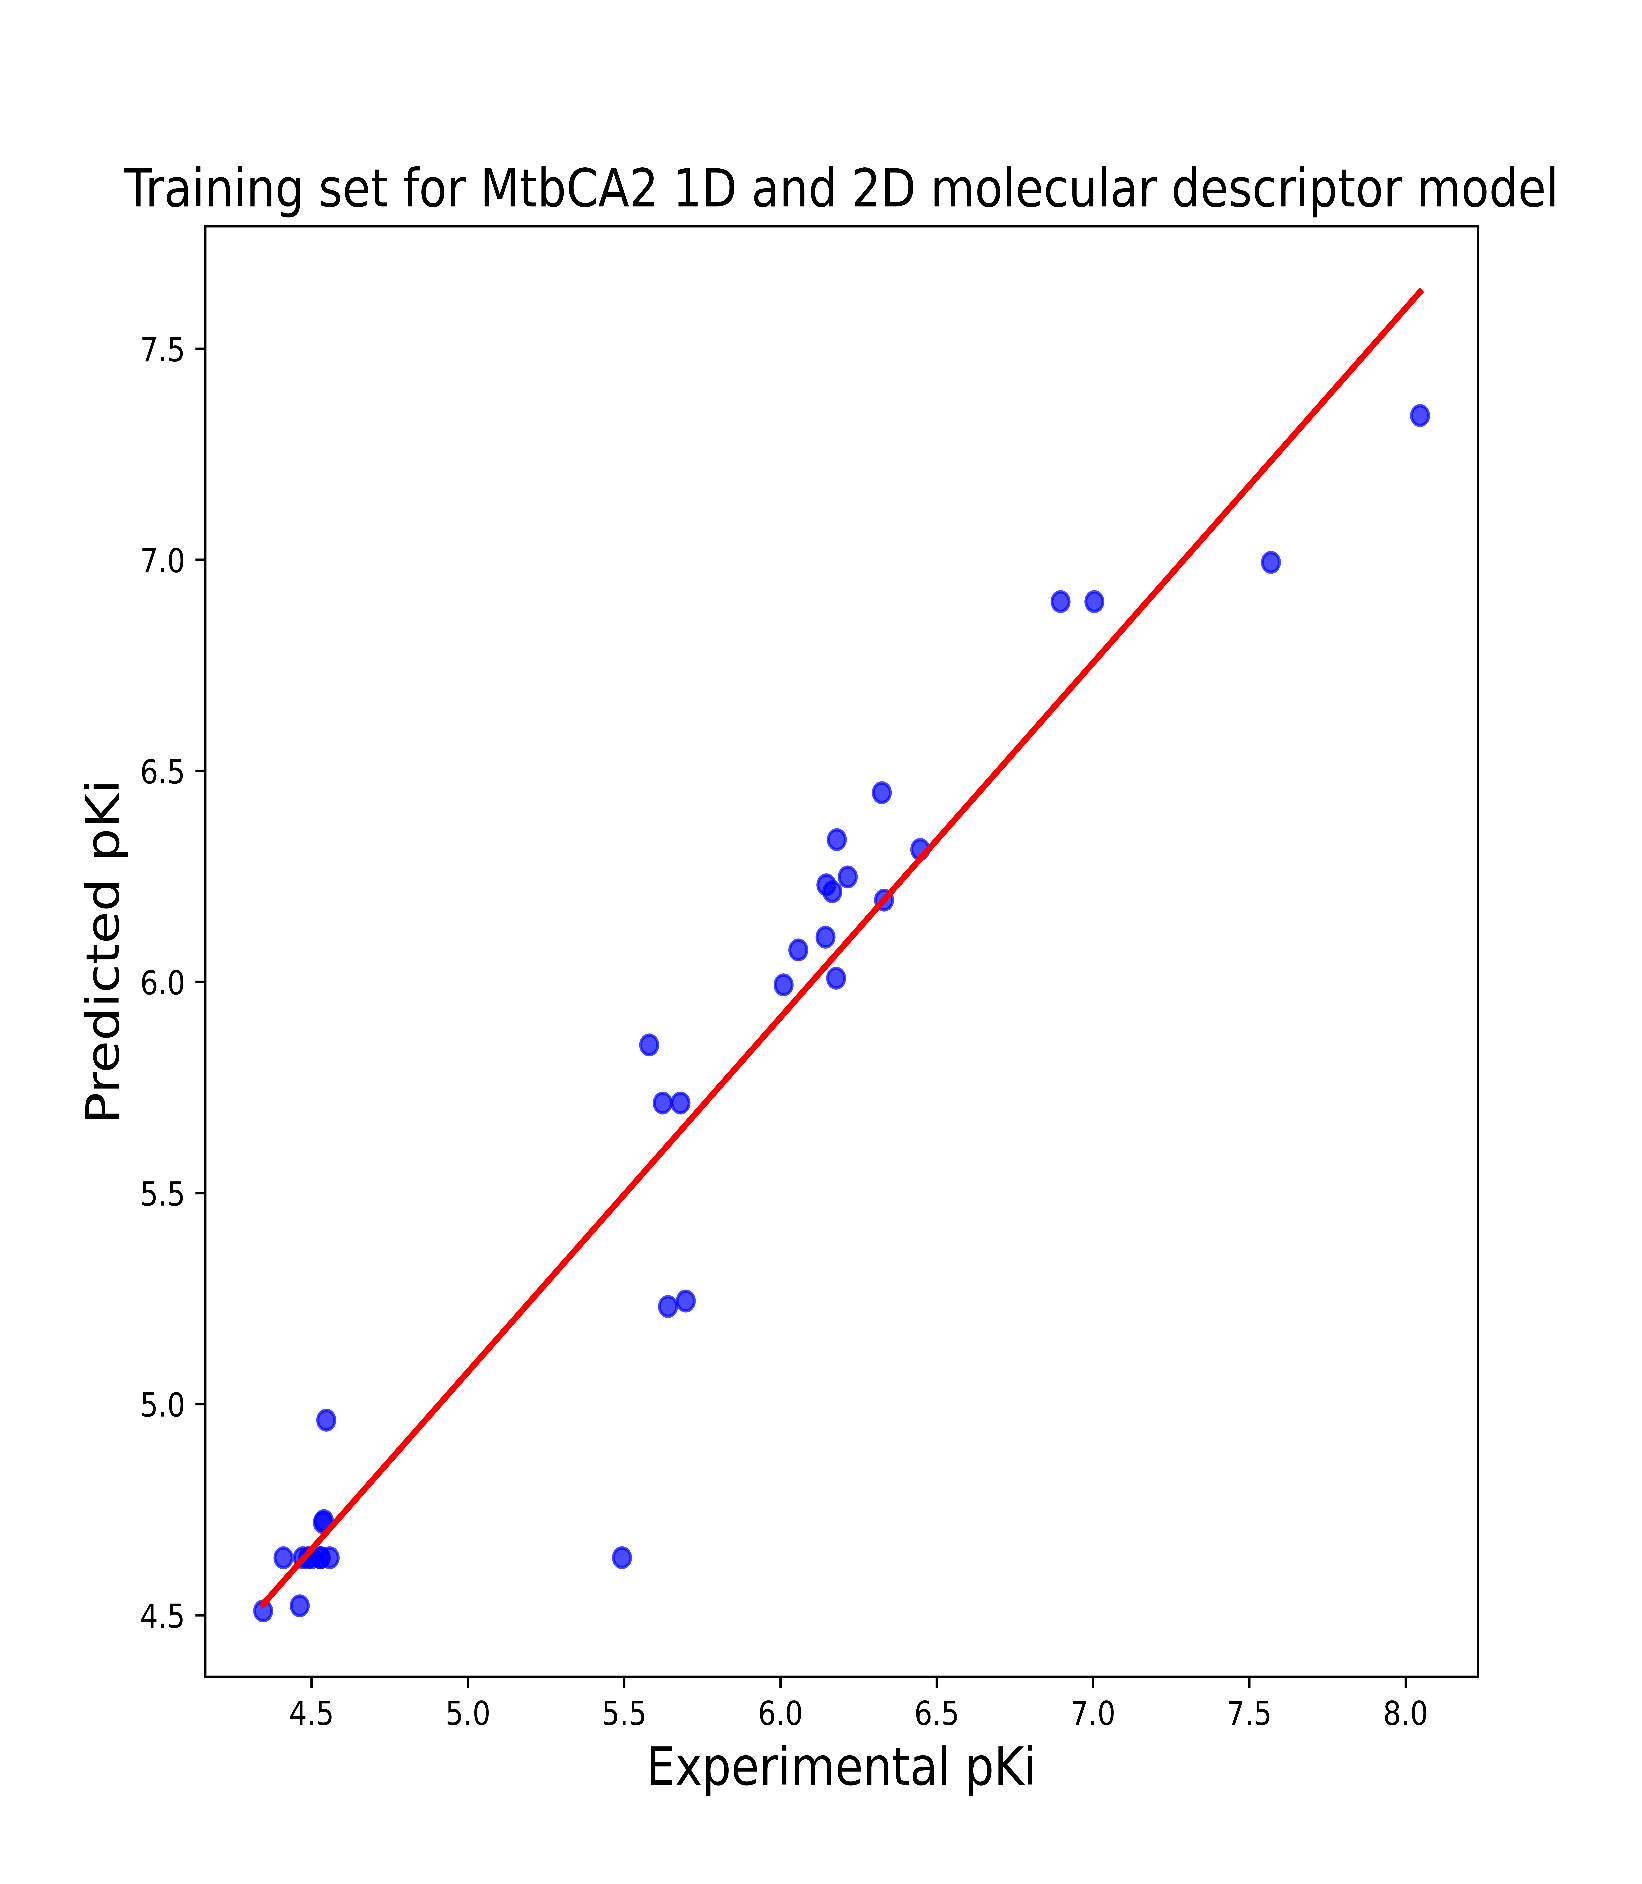 Training set for MtbCA2 1D and 2D molecular descriptor model
Predicted pKi
7.5
7.0
6.5
6.0
5.5
5.0
4.5
4.5 5.0 5.5 6.0 6.5 7.0 7.5 8.0
Experimental pKi